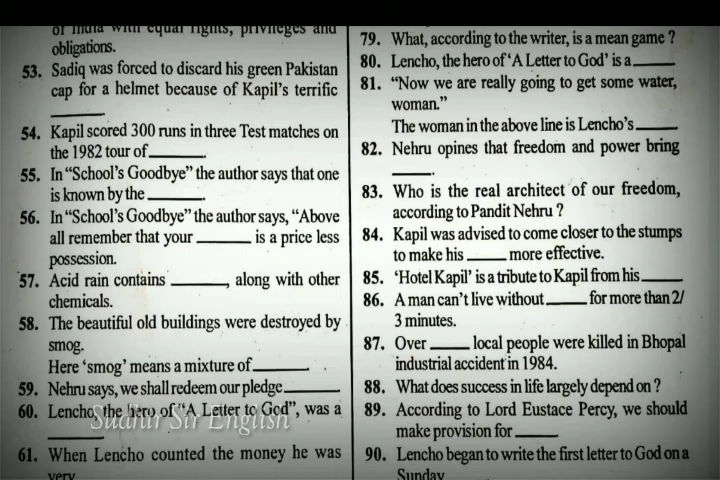 of India with equal rights, privileges and
obligations.
53. Sadiq was forced to discard his green Pakistan
cap for a helmet because of Kapil's terrific
______.
54. Kapil scored 300 runs in three Test matches on
the 1982 tour of______.
55. In "School's Goodbye" the author says that one
is known by the ______.
56. In "School's Goodbye" the author says, "Above
all remember that your ______ is a price less
possession.
57. Acid rain contains ______, along with other
chemicals.
58. The beautiful old buildings were destroyed by
smog.
Here 'smog' means a mixture of______.
59. Nehru says, we shall redeem our pledge______
60. Lencho, the hero of "A Letter to God", was a
______
61. When Lencho counted the money he was
very
79. What, according to the writer, is a mean game ?
80. Lencho, the hero of 'A Letter to God' is a______
81. "Now we are really going to get some water,
woman."
The woman in the above line is Lencho's______
82. Nehru opines that freedom and power bring
______.
83. Who is the real architect of our freedom,
according to Pandit Nehru ?
84. Kapil was advised to come closer to the stumps
to make his ______ more effective.
85. 'Hotel Kapil' is a tribute to Kapil from his______
86. A man can't live without______ for more than 2/
3 minutes.
87. Over ______ local people were killed in Bhopal
industrial accident in 1984.
88. What does success in life largely depend on ?
89. According to Lord Eustace Percy, we should
make provision for ______
90. Lencho began to write the first letter to God on a
Sunday
Sudhir Sir English